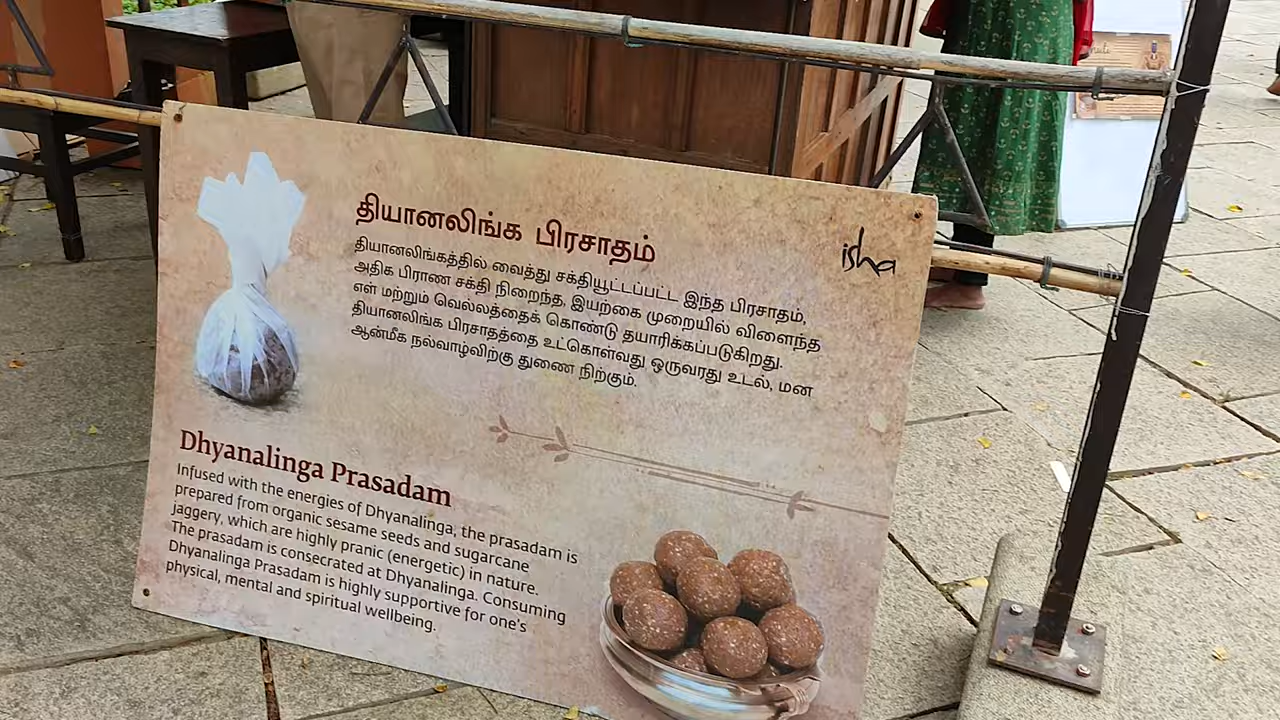 தியானலிங்க பிரசாதம்
isha
தியானலிங்கத்தில் வைத்து சக்தியூட்டப்பட்ட இந்த பிரசாதம்,
அதிக பிராண சக்தி நிறைந்த, இயற்கை முறையில் விளைந்த
எள் மற்றும் வெல்லத்தைக் கொண்டு தயாரிக்கப்படுகிறது.
தியானலிங்க பிரசாதத்தை உட்கொள்வது ஒருவரது உடல், மன
ஆன்மீக நல்வாழ்விற்கு துணை நிற்கும்.
Dhyanalinga Prasadam
Infused with the energies of Dhyanalinga, the prasadam is
prepared from organic sesame seeds and sugarcane
jaggery, which are highly pranic (energetic) in nature.
The prasadam is consecrated at Dhyanalinga. Consuming
Dhyanalinga Prasadam is highly supportive for one's
physical, mental and spiritual wellbeing.